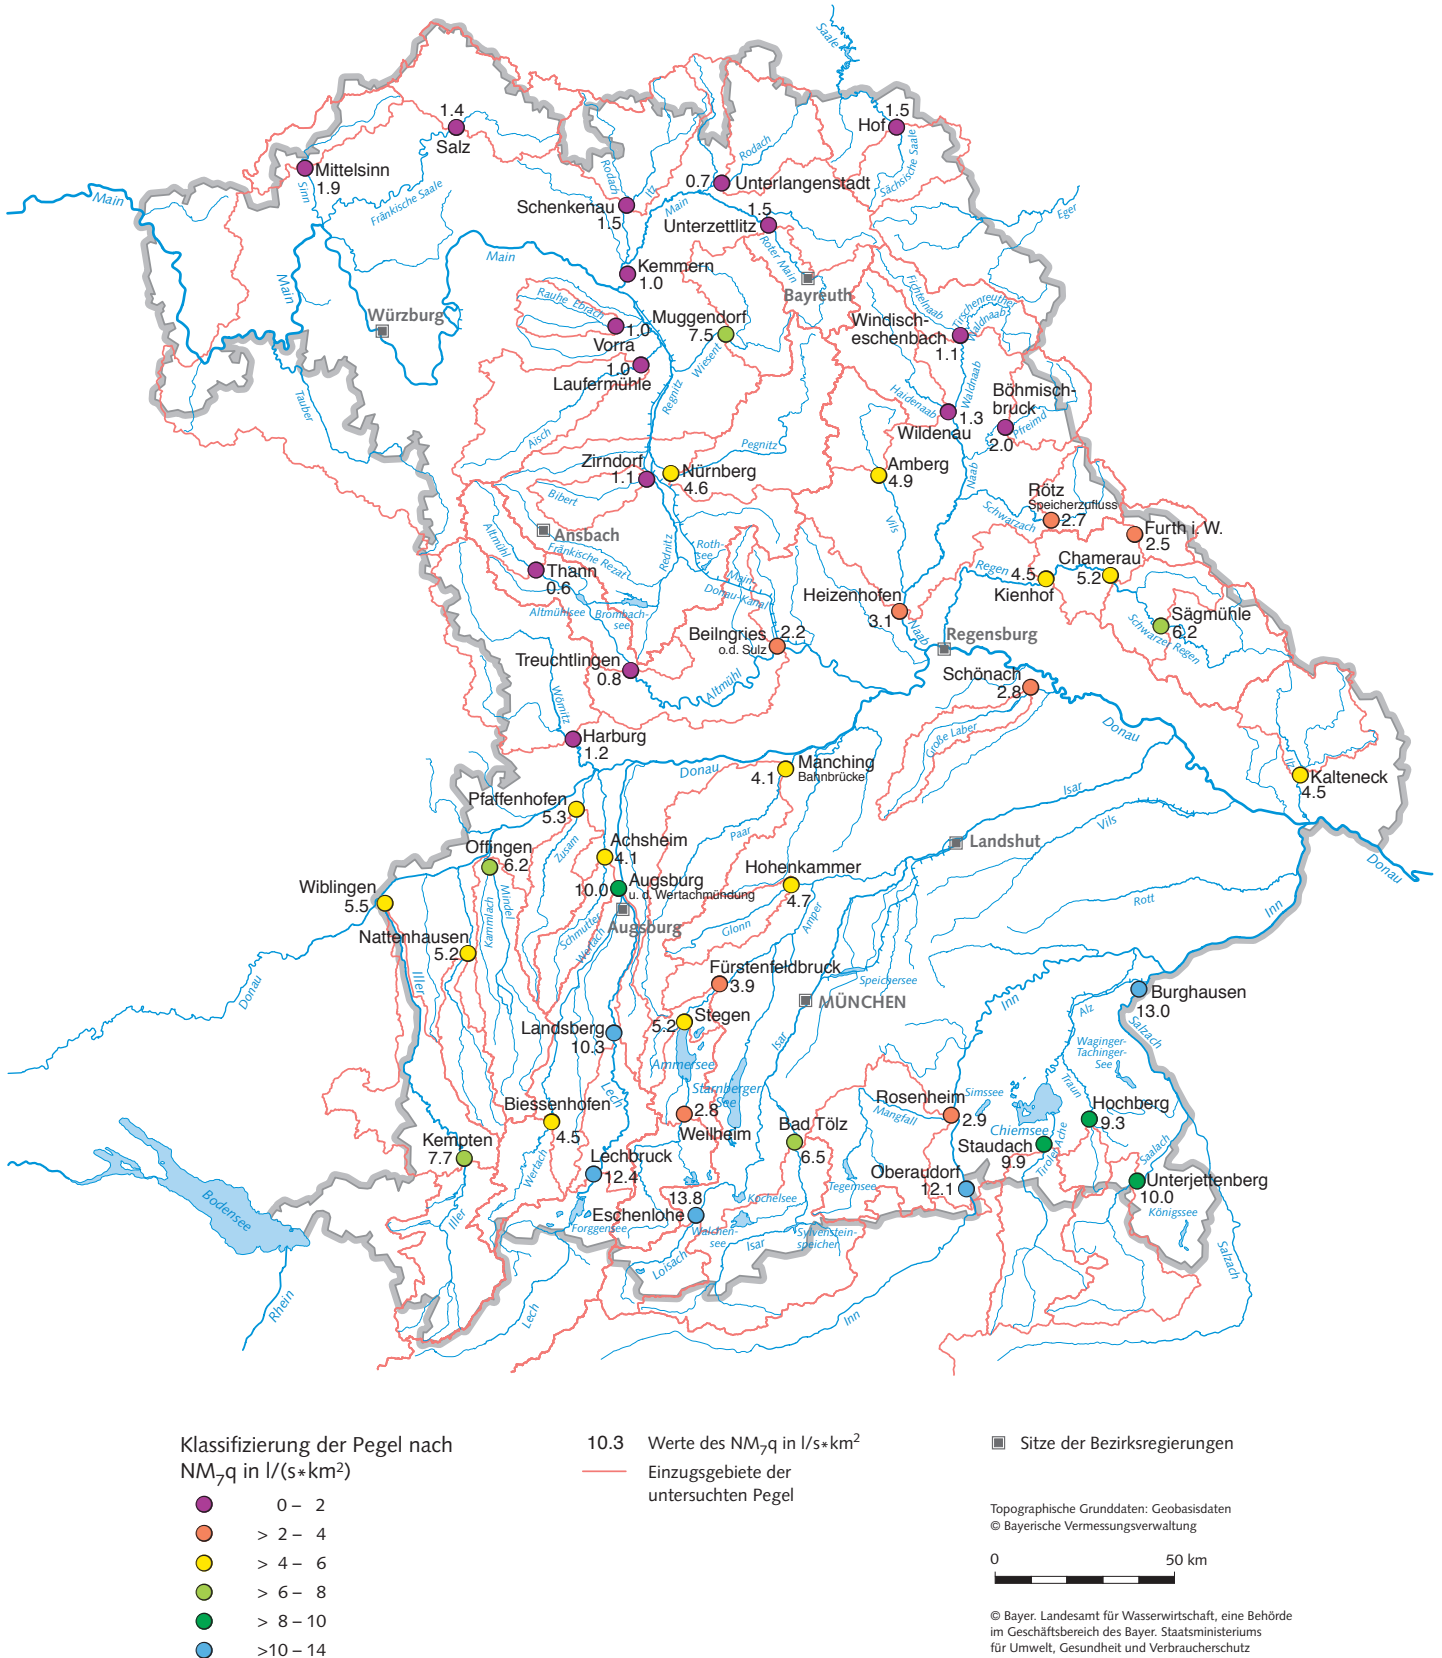 Saale
1.4
Salz
1.5
Hof
Sächsische Saale
Mittelsinn
1.9
Sinn
Main
Fränkische Saale
Rodach
0.7
Unterlangenstadt
Rodach
Itz
Main
Schenkenau
1.5
1.5
Unterzettlitz
Roter Main
Eger
Main
Main
Kemmern
1.0
Bayreuth
Fichtelnaab
Tirschenreuther
Waldnaab
Rauhe Ebrach
1.0
Vorra
Würzburg
Muggendorf
7.5
Wiesent
Windisch-
eschenbach
1.1
1.0
Laufermühle
Regnitz
Waldnaab
Böhmisch-
bruck
2.0
Pfreimd
Haidenaab
1.3
Wildenau
Tauber
Aisch
Pegnitz
Zirndorf
1.1
Nürnberg
4.6
Amberg
4.9
Naab
Bibert
Rötz
Speicherzufluss
2.7
Schwarzach
Furth i. W.
2.5
Ansbach
Altmühl
Fränkische Rezat
Rednitz
Roth-
see
Vils
Chamerau
5.2
Regen
4.5
Kienhof
Thann
0.6
Main-
Donau-Kanal
Altmühlsee
Brombach-
see
Heizenhofen
3.1
Naab
Sägmühle
6.2
Schwarzer Regen
Beilngries
o.d. Sulz
2.2
Regensburg
Treuchtlingen
0.8
Altmühl
Schönach
2.8
Wörnitz
Große Laber
Donau
Harburg
1.2
Donau
Manching
Bahnbrücke
4.1
Ilz
Kalteneck
4.5
Isar
Pfaffenhofen
5.3
Zusam
Paar
Vils
Achsheim
4.1
Landshut
Offingen
6.2
Hohenkammer
4.7
Donau
Augsburg
u. d. Wertachmündung
10.0
Wiblingen
5.5
Kammlach
Mindel
Schmutter
Wertach
Augsburg
Glonn
Amper
Rott
Inn
Nattenhausen
5.2
Donau
Iller
Fürstenfeldbruck
3.9
Speichersee
MÜNCHEN
Burghausen
13.0
Inn
Alz
Salzach
Stegen
5.2
Landsberg
10.3
Isar
Waginger-
Tachinger-
See
Ammersee
Starnberger
See
Traun
Lech
Rosenheim
2.9
Simssee
Mangfall
Hochberg
9.3
Biessenhofen
4.5
2.8
Weilheim
Bad Tölz
6.5
Chiemsee
Staudach
9.9
Tiroler Ache
Saalach
Kempten
7.7
Wertach
Lechbruck
12.4
Oberaudorf
12.1
Unterjettenberg
10.0
Königssee
Tegernsee
Bodensee
13.8
Eschenlohe
Kochelsee
Iller
Forggensee
Walchen-
see
Isar
Sylvenstein-
speicher
Loisach
Salzach
Rhein
Lech
Inn
Klassifizierung der Pegel nach
NM₇q in l/(s*km²)
0 – 2
> 2 – 4
> 4 – 6
> 6 – 8
> 8 – 10
>10 – 14
10.3 Werte des NM₇q in l/s*km²
Einzugsgebiete der
untersuchten Pegel
Sitze der Bezirksregierungen
Topographische Grunddaten: Geobasisdaten
© Bayerische Vermessungsverwaltung
0 50 km
© Bayer. Landesamt für Wasserwirtschaft, eine Behörde
im Geschäftsbereich des Bayer. Staatsministeriums
für Umwelt, Gesundheit und Verbraucherschutz